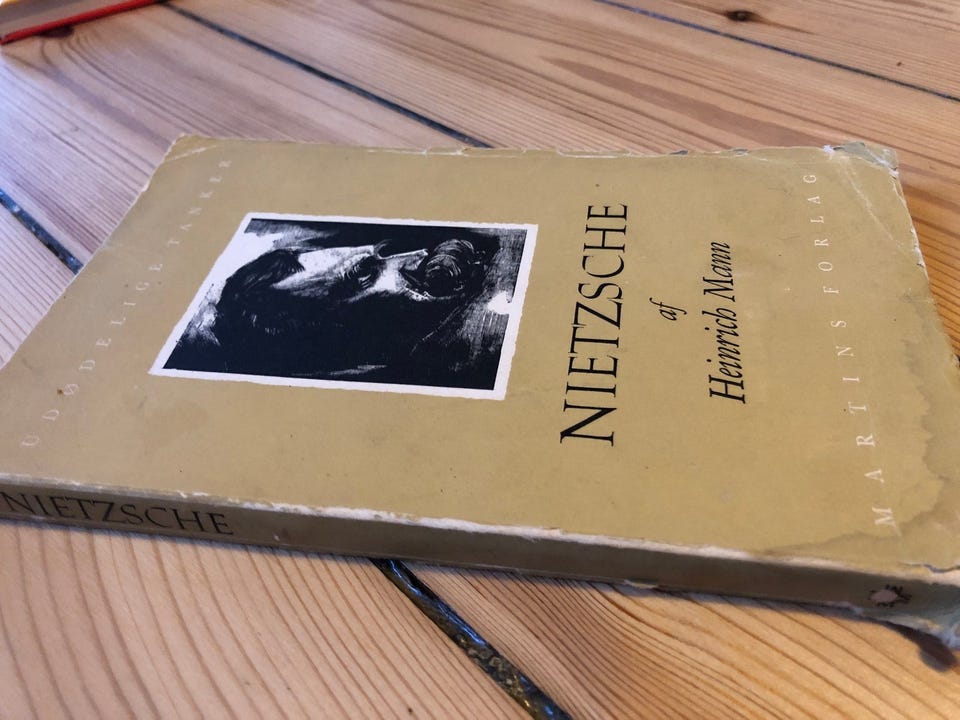 UDØDELIGE TANKER
NIETZSCHE
af
Heinrich Mann
MARTINS FORLAG
NIETZSCHE